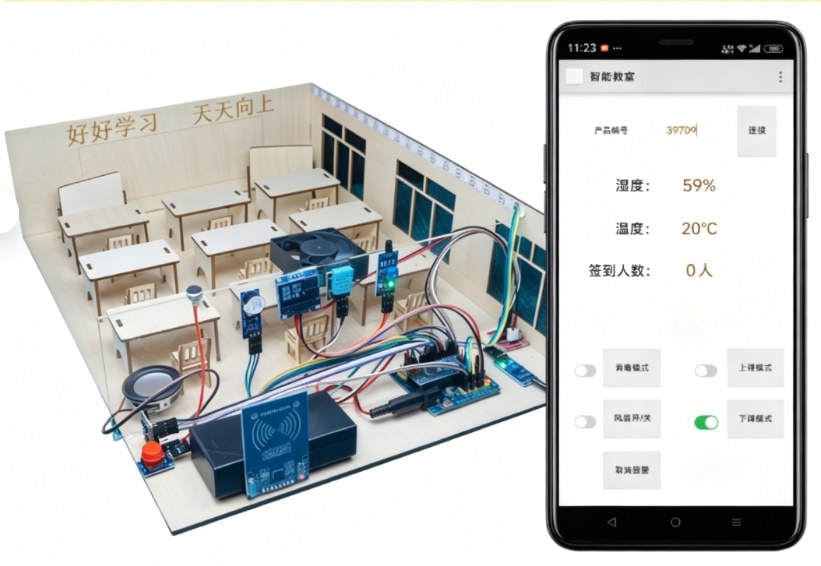 好好学习 天天向上
11:23
智能教室
产品编号 39709 连接
湿度: 59%
温度: 20℃
签到人数: 0人
消毒模式 上课模式
风扇开/关 下课模式
取消报警